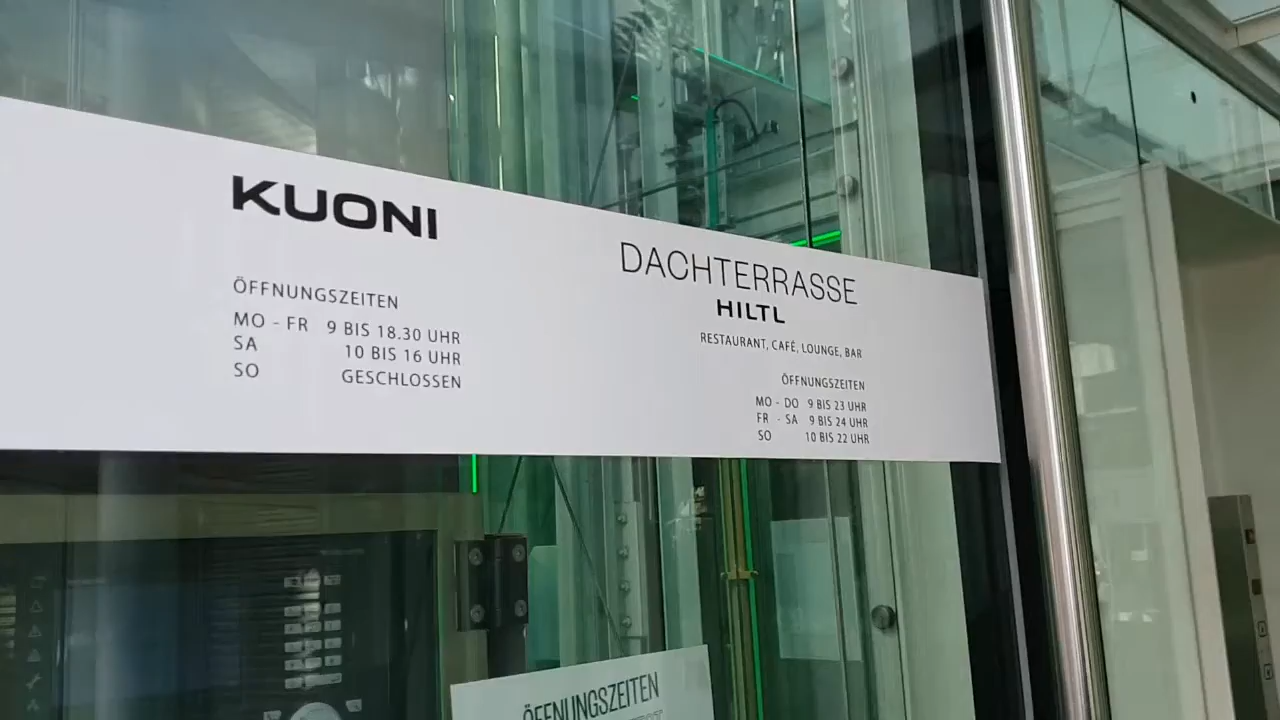 KUONI
ÖFFNUNGSZEITEN
MO - FR 9 BIS 18.30 UHR
SA 10 BIS 16 UHR
SO GESCHLOSSEN
DACHTERRASSE
HILTL
RESTAURANT, CAFÉ, LOUNGE, BAR
ÖFFNUNGSZEITEN
MO - DO 9 BIS 23 UHR
FR - SA 9 BIS 24 UHR
SO 10 BIS 22 UHR
ÖFFNUNGSZEITEN